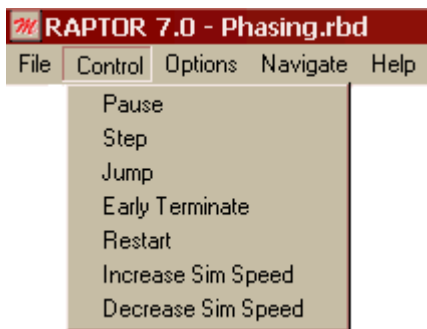 RAPTOR 7.0 - Phasing.rbd
File Control Options Navigate Help
Pause
Step
Jump
Early Terminate
Restart
Increase Sim Speed
Decrease Sim Speed